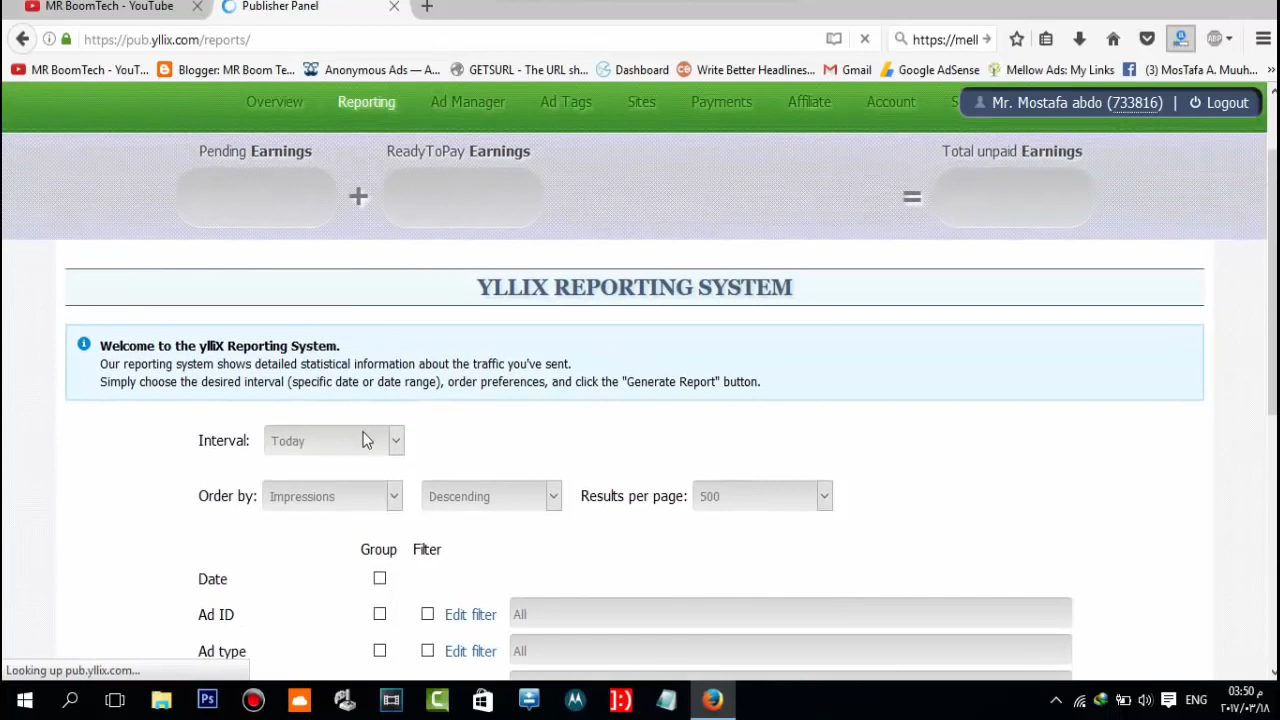 MR BoomTech - YouTube
Publisher Panel
https://pub.yllix.com/reports/
https://mell
MR BoomTech - YouT...
Blogger: MR Boom Te...
Anonymous Ads — A...
GETSURL - The URL sh...
Dashboard
Write Better Headlines...
Gmail
Google AdSense
Mellow Ads: My Links
(3) MosTafa A. Muuh...
Overview
Reporting
Ad Manager
Ad Tags
Sites
Payments
Affiliate
Account
S
Mr. Mostafa abdo (733816) | Logout
Pending Earnings
ReadyToPay Earnings
Total unpaid Earnings
+
=
YLLIX REPORTING SYSTEM
Welcome to the ylliX Reporting System.
Our reporting system shows detailed statistical information about the traffic you've sent.
Simply choose the desired interval (specific date or date range), order preferences, and click the "Generate Report" button.
Interval: Today
Order by: Impressions Descending Results per page: 500
Group Filter
Date
Ad ID Edit filter All
Ad type Edit filter All
Looking up pub.yllix.com...
ENG
03:50 م
٢٠١٧/٠٣/١٨